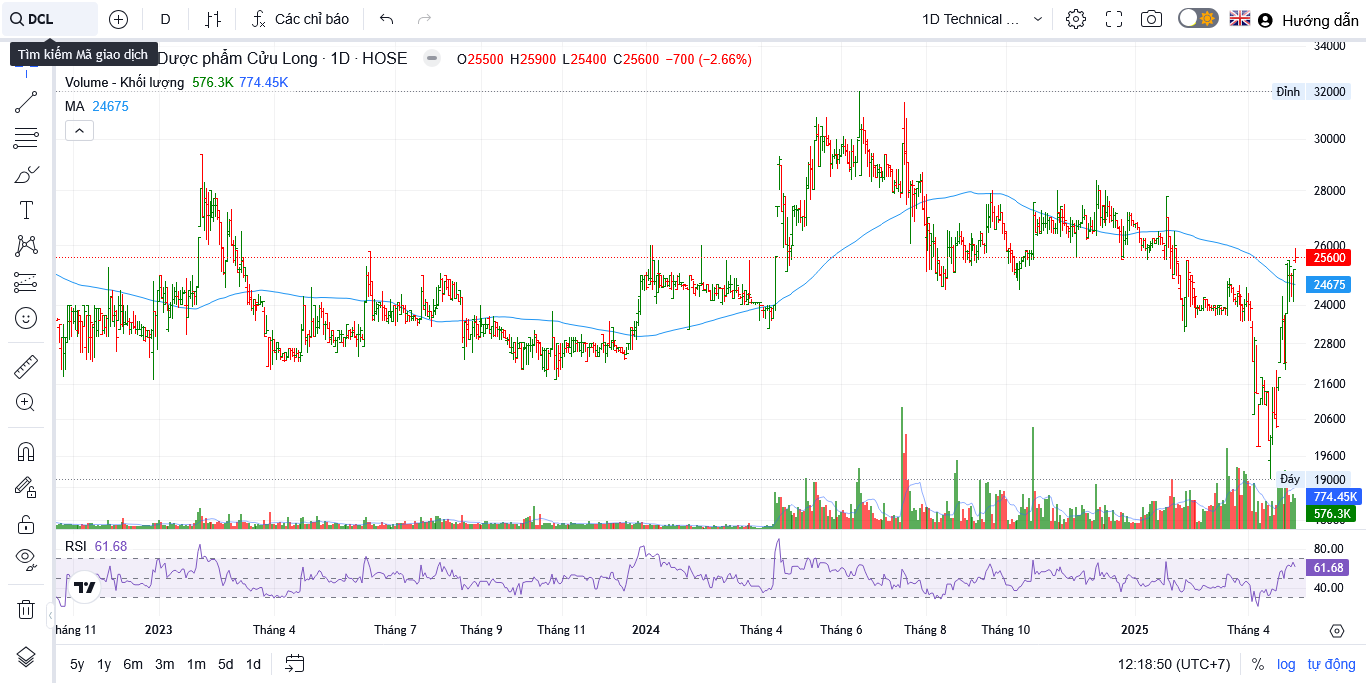 DCL
D
Các chỉ báo
1D Technical ...
Hướng dẫn
Tìm kiếm Mã giao dịch
Dược phẩm Cửu Long · 1D · HOSE
O25500 H25900 L25400 C25600 −700 (−2.66%)
Volume - Khối lượng 576.3K 774.45K
MA 24675
34000
Đỉnh 32000
30000
28000
26000
25600
24675
24000
22800
21600
20600
19600
Đáy 19000
774.45K
576.3K
RSI 61.68
80.00
61.68
40.00
háng 11 2023 Tháng 4 Tháng 7 Tháng 9 Tháng 11 2024 Tháng 4 Tháng 6 Tháng 8 Tháng 10 2025 Tháng 4
5y 1y 6m 3m 1m 5d 1d
12:18:50 (UTC+7) % log tự động